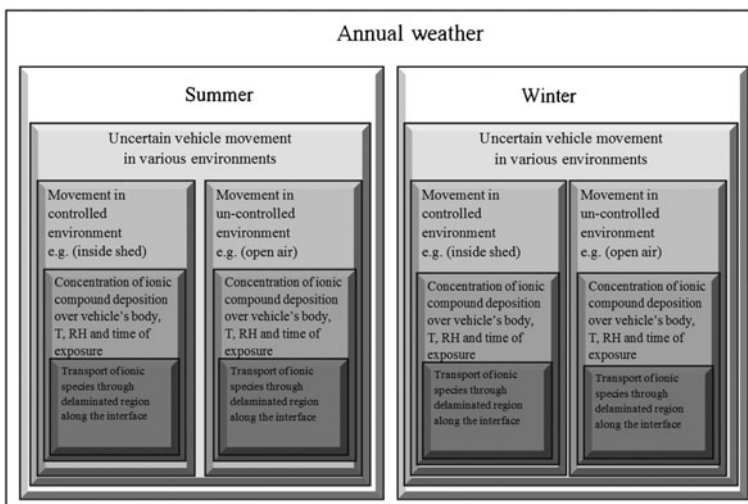 Annual weather
Summer
Uncertain vehicle movement
in various environments
Movement in
controlled
environment
e.g. (inside shed)
Concentration of ionic
compound deposition
over vehicle's body,
T, RH and time of
exposure
Transport of ionic
species through
delaminated region
along the interface
Movement in
un-controlled
environment
e.g. (open air)
Concentration of ionic
compound deposition
over vehicle's body,
T, RH and time of
exposure
Transport of ionic
species through
delaminated region
along the interface
Winter
Uncertain vehicle movement
in various environments
Movement in
controlled
environment
e.g. (inside shed)
Concentration of ionic
compound deposition
over vehicle's body,
T, RH and time of
exposure
Transport of ionic
species through
delaminated region
along the interface
Movement in
un-controlled
environment
e.g. (open air)
Concentration of ionic
compound deposition
over vehicle's body,
T, RH and time of
exposure
Transport of ionic
species through
delaminated region
along the interface